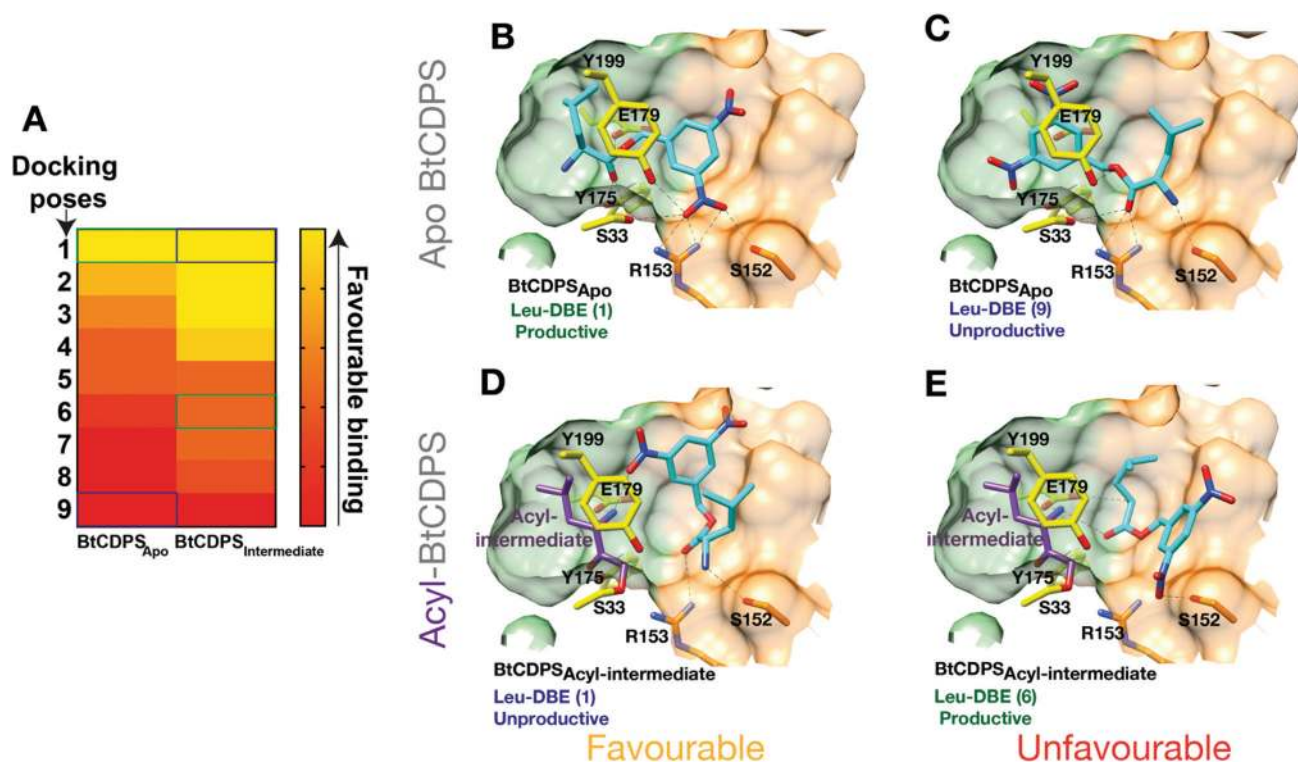 A
Docking
poses
1
2
3
4
5
6
7
8
9
BtCDPSApo
BtCDPSIntermediate
Favourable binding
Apo BtCDPS
B
Y199
E179
Y175
S33
R153
S152
BtCDPSApo
Leu-DBE (1)
Productive
C
Y199
E179
Y175
S33
R153
S152
BtCDPSApo
Leu-DBE (9)
Unproductive
Acyl-BtCDPS
D
Y199
E179
Acyl-
intermediate
Y175
S33
R153
S152
BtCDPSAcyl-intermediate
Leu-DBE (1)
Unproductive
Favourable
E
Y199
E179
Acyl-
intermediate
Y175
S33
R153
S152
BtCDPSAcyl-intermediate
Leu-DBE (6)
Productive
Unfavourable